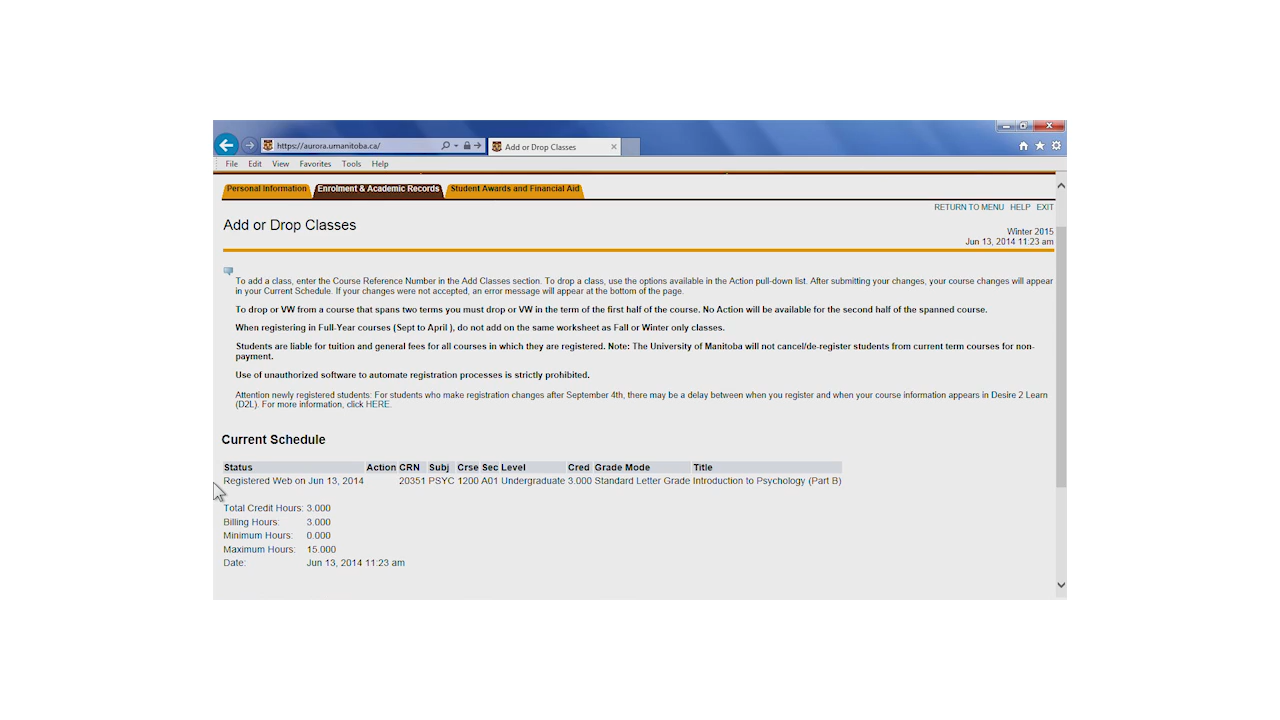 https://aurora.umanitoba.ca/
Add or Drop Classes
File Edit View Favorites Tools Help
Personal Information Enrolment & Academic Records Student Awards and Financial Aid
RETURN TO MENU HELP EXIT
Add or Drop Classes
Winter 2015
Jun 13, 2014 11:23 am
To add a class, enter the Course Reference Number in the Add Classes section. To drop a class, use the options available in the Action pull-down list. After submitting your changes, your course changes will appear
in your Current Schedule. If your changes were not accepted, an error message will appear at the bottom of the page.
To drop or VW from a course that spans two terms you must drop or VW in the term of the first half of the course. No Action will be available for the second half of the spanned course.
When registering in Full-Year courses (Sept to April ), do not add on the same worksheet as Fall or Winter only classes.
Students are liable for tuition and general fees for all courses in which they are registered. Note: The University of Manitoba will not cancel/de-register students from current term courses for non-
payment.
Use of unauthorized software to automate registration processes is strictly prohibited.
Attention newly registered students: For students who make registration changes after September 4th, there may be a delay between when you register and when your course information appears in Desire 2 Learn
(D2L). For more information, click HERE.
Current Schedule
Status Action CRN Subj Crse Sec Level Cred Grade Mode Title
Registered Web on Jun 13, 2014 20351 PSYC 1200 A01 Undergraduate 3.000 Standard Letter Grade Introduction to Psychology (Part B)
Total Credit Hours: 3.000
Billing Hours: 3.000
Minimum Hours: 0.000
Maximum Hours: 15.000
Date: Jun 13, 2014 11:23 am